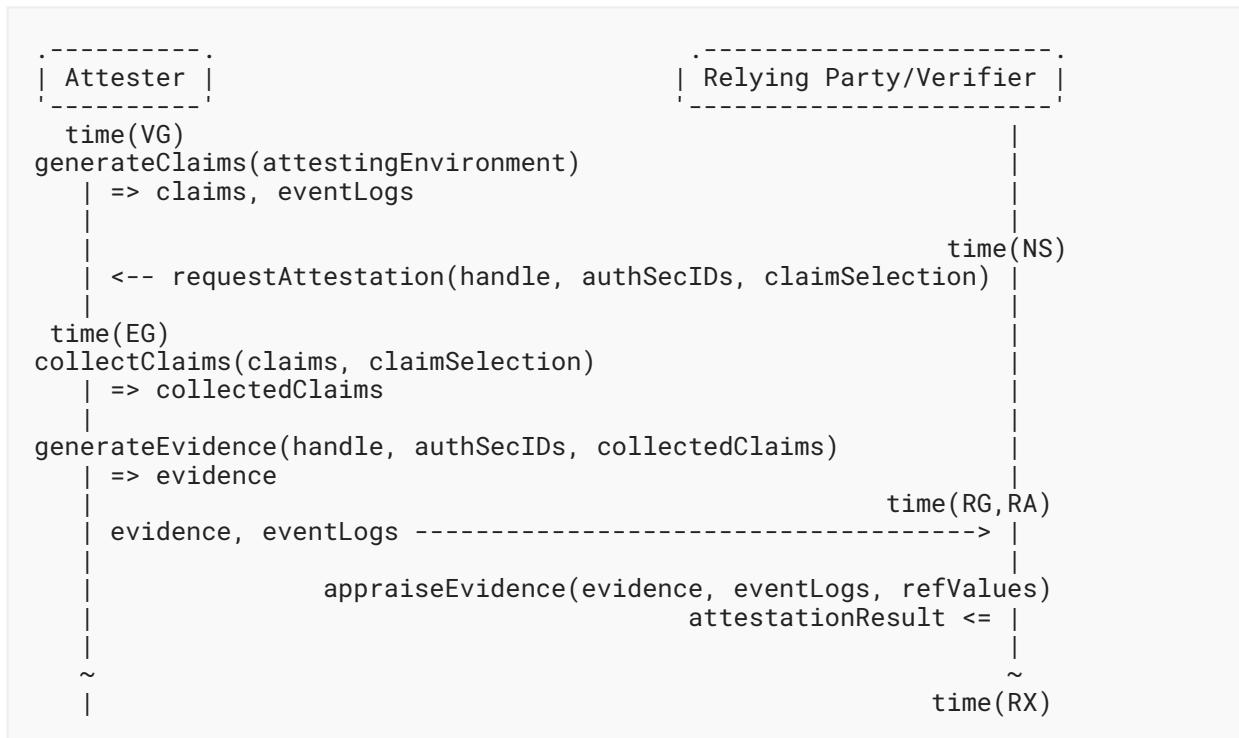 .----------.                                .------------------------.
| Attester |                               | Relying Party/Verifier |
'----------'                               '------------------------'
  time(VG)                                                       |
generateClaims(attestingEnvironment)                             |
   | => claims, eventLogs                                        |
   |                                                             |
   |                                                        time(NS)
   | <-- requestAttestation(handle, authSecIDs, claimSelection) |
   |                                                             |
 time(EG)                                                        |
collectClaims(claims, claimSelection)                            |
   | => collectedClaims                                          |
   |                                                             |
generateEvidence(handle, authSecIDs, collectedClaims)            |
   | => evidence                                                 |
   |                                                    time(RG,RA)
   | evidence, eventLogs -------------------------------------> |
   |                                                             |
   |               appraiseEvidence(evidence, eventLogs, refValues)
   |                                       attestationResult <= |
   |                                                             |
   ~                                                             ~
   |                                                       time(RX)